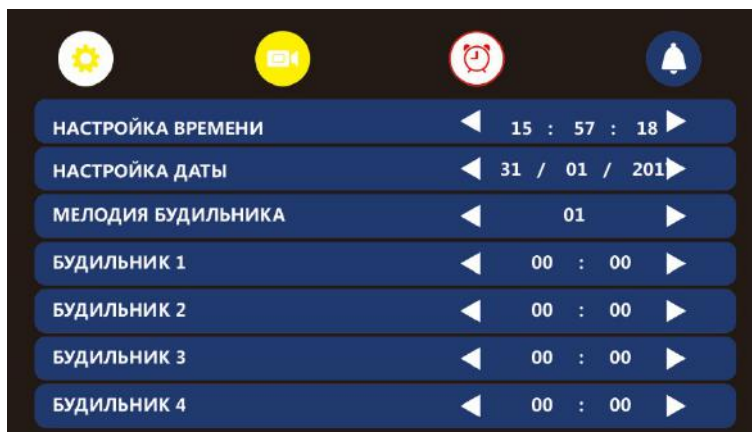 НАСТРОЙКА ВРЕМЕНИ 15 : 57 : 18
НАСТРОЙКА ДАТЫ 31 / 01 / 201
МЕЛОДИЯ БУДИЛЬНИКА 01
БУДИЛЬНИК 1 00 : 00
БУДИЛЬНИК 2 00 : 00
БУДИЛЬНИК 3 00 : 00
БУДИЛЬНИК 4 00 : 00